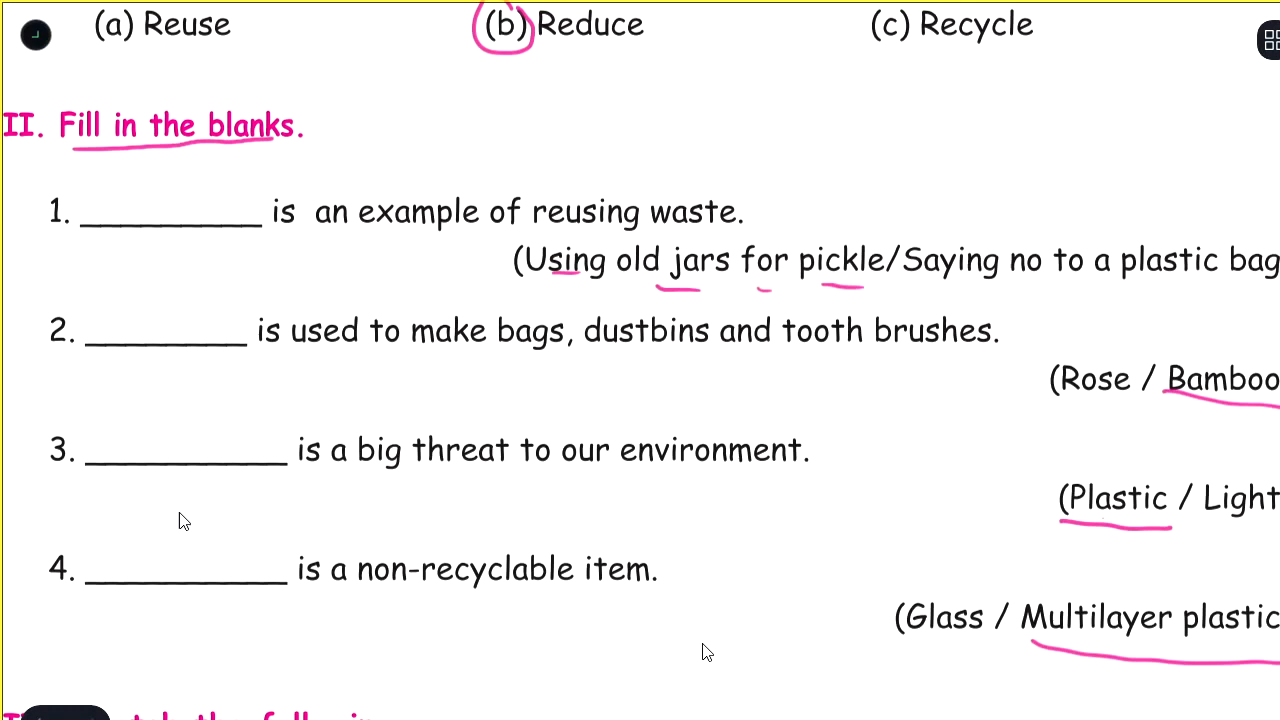 (a) Reuse (b) Reduce (c) Recycle
II. Fill in the blanks.
1. __________ is an example of reusing waste.
(Using old jars for pickle/Saying no to a plastic bag
2. _________ is used to make bags, dustbins and tooth brushes.
(Rose / Bamboo
3. ___________ is a big threat to our environment.
(Plastic / Light
4. ___________ is a non-recyclable item.
(Glass / Multilayer plastic